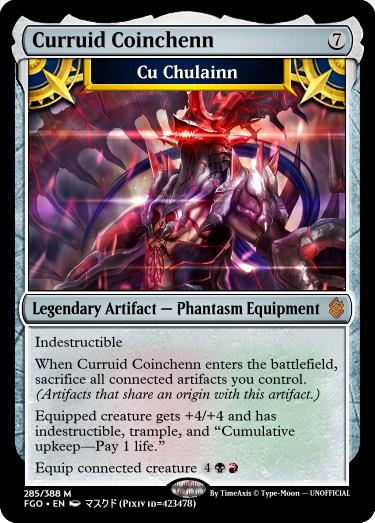 Curruid Coinchenn 7
Cu Chulainn
Legendary Artifact — Phantasm Equipment
Indestructible
When Curruid Coinchenn enters the battlefield,
sacrifice all connected artifacts you control.
(Artifacts that share an origin with this artifact.)
Equipped creature gets +4/+4 and has
indestructible, trample, and “Cumulative
upkeep—Pay 1 life.”
Equip connected creature 4
285/388 M
FGO • EN マスクド (Pixiv id=423478)
By TimeAxis © Type-Moon — UNOFFICIAL